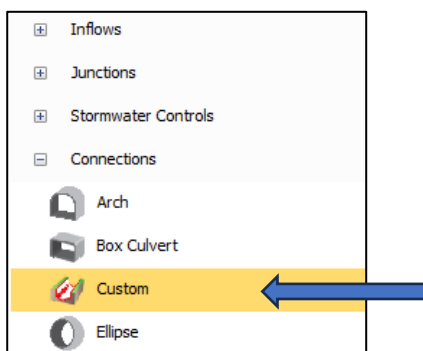 Inflows
Junctions
Stormwater Controls
Connections
Arch
Box Culvert
Custom
Ellipse